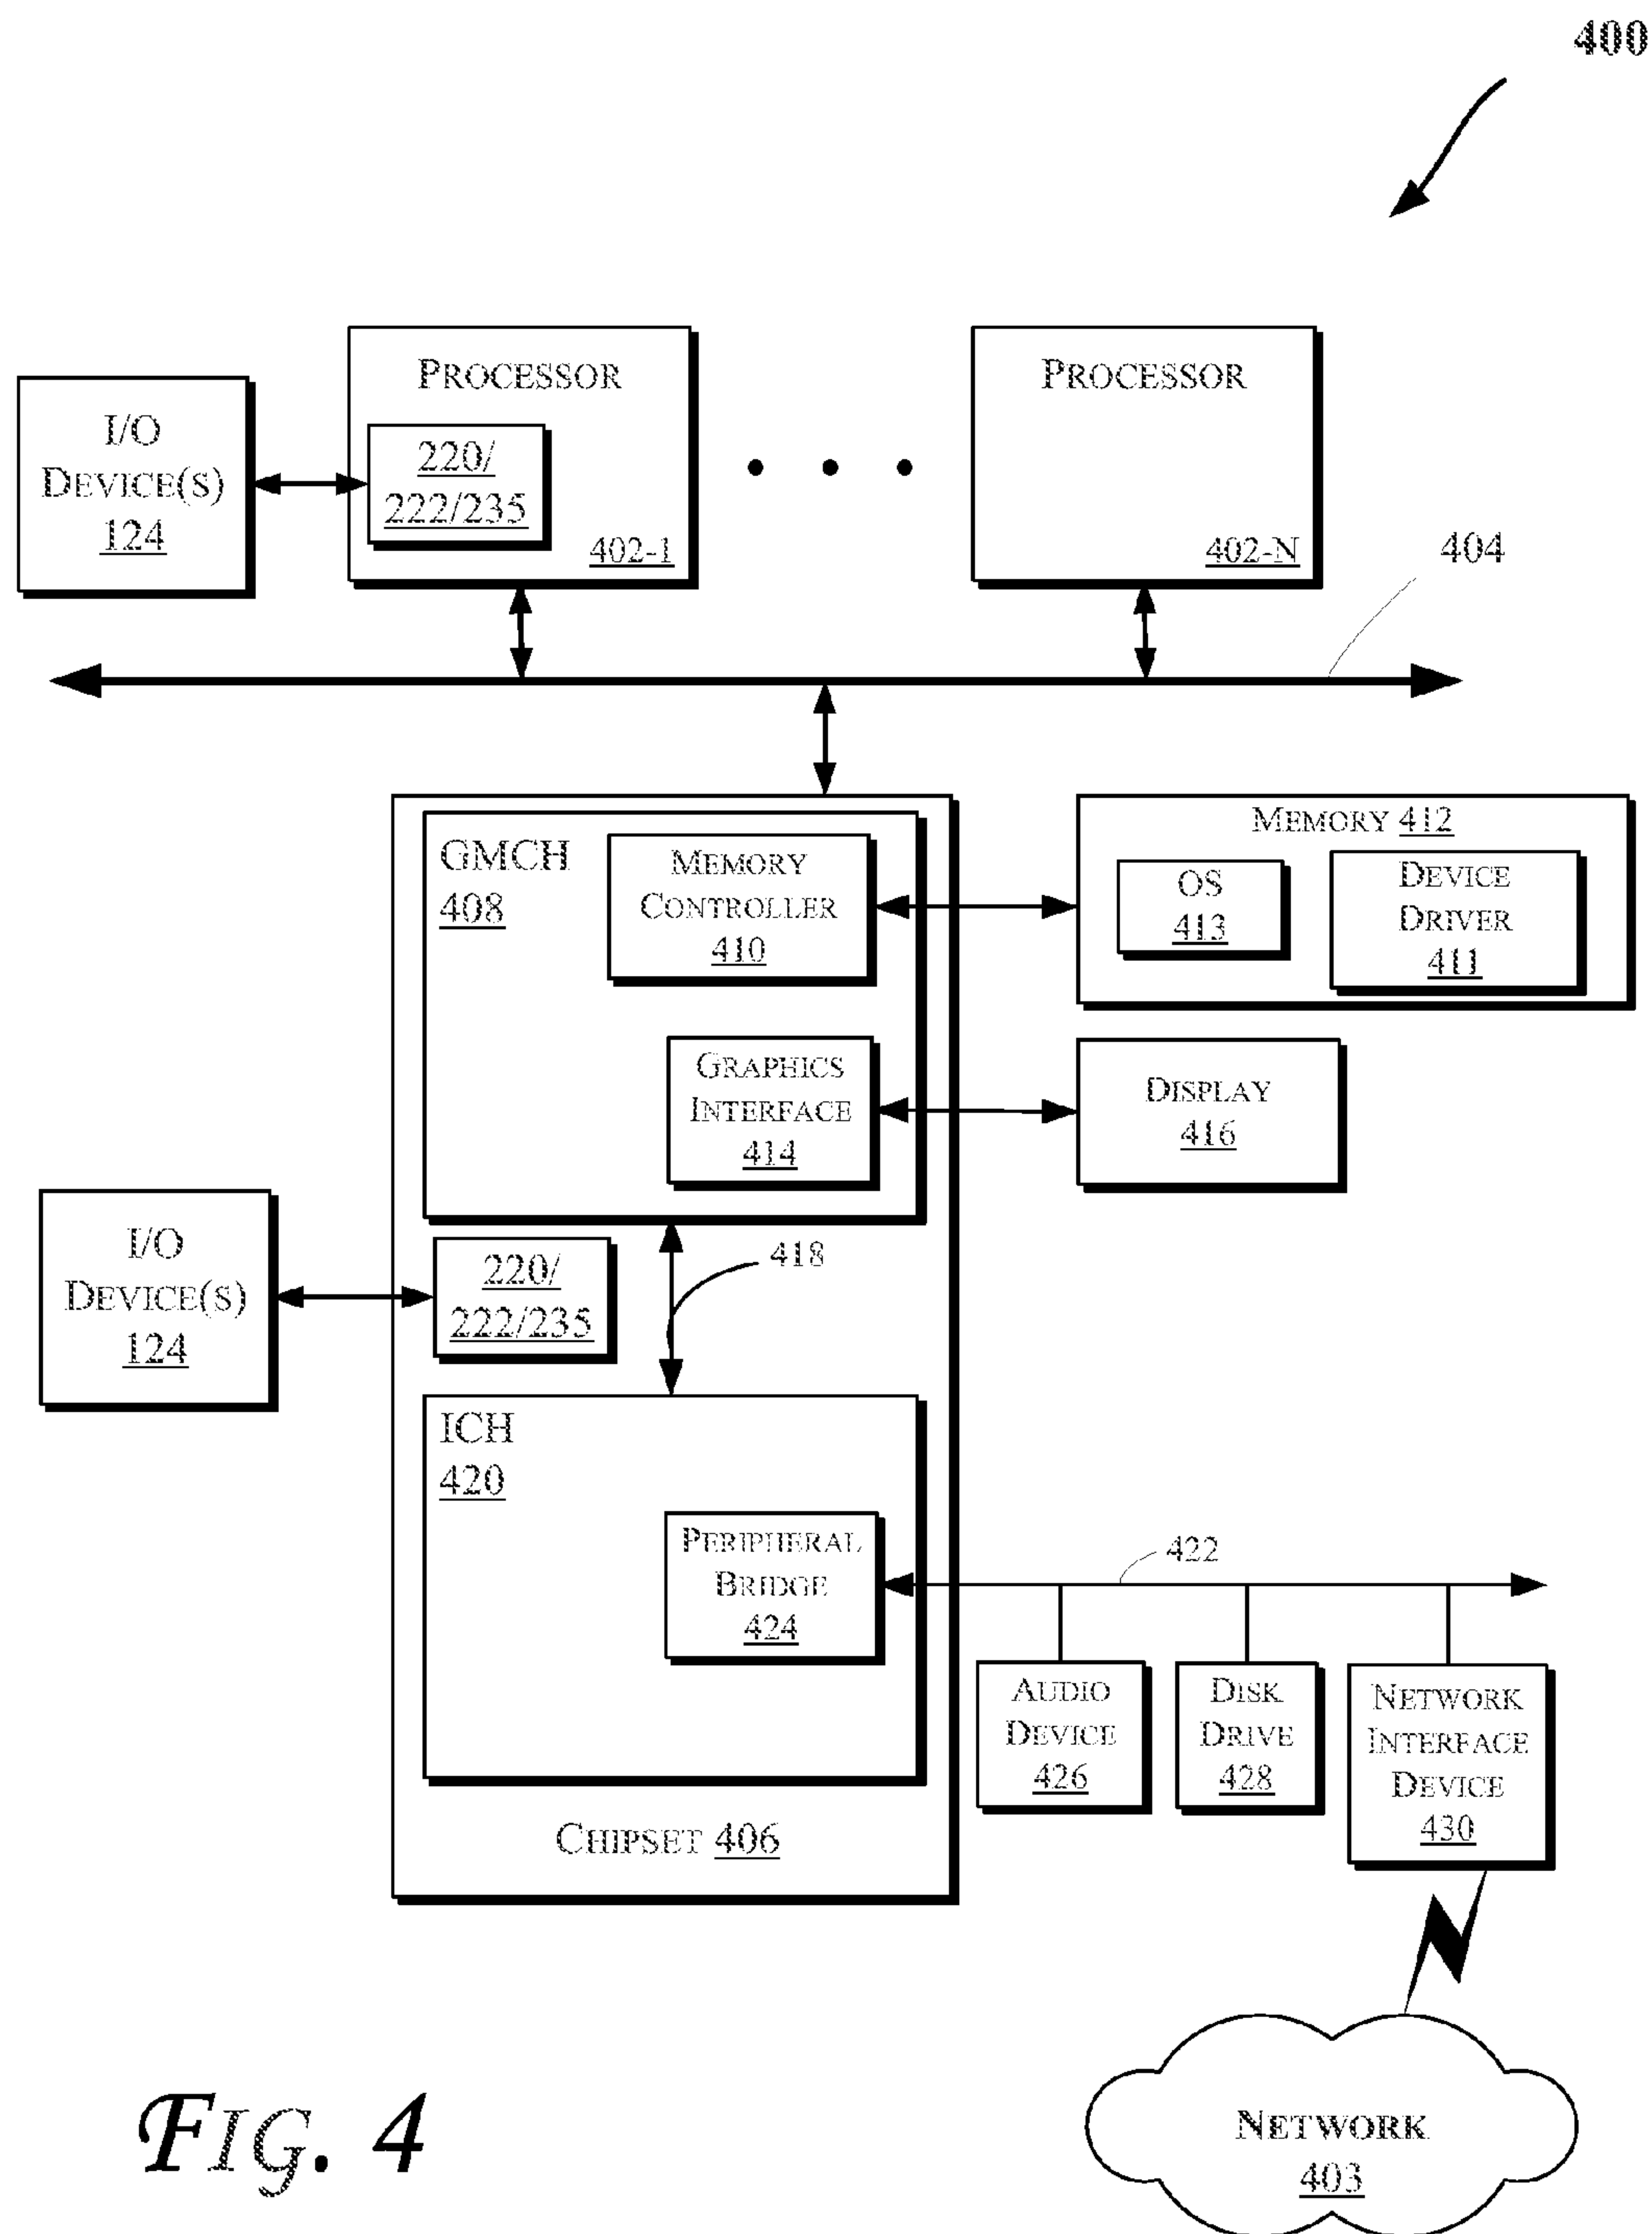 400
PROCESSOR
220/
222/235
402-1
PROCESSOR
402-N
I/O
DEVICE(S)
124
404
GMCH
408
MEMORY
CONTROLLER
410
MEMORY 412
OS
413
DEVICE
DRIVER
411
GRAPHICS
INTERFACE
414
DISPLAY
416
I/O
DEVICE(S)
124
220/
222/235
418
ICH
420
PERIPHERAL
BRIDGE
424
422
AUDIO
DEVICE
426
DISK
DRIVE
428
NETWORK
INTERFACE
DEVICE
430
CHIPSET 406
NETWORK
403
FIG. 4